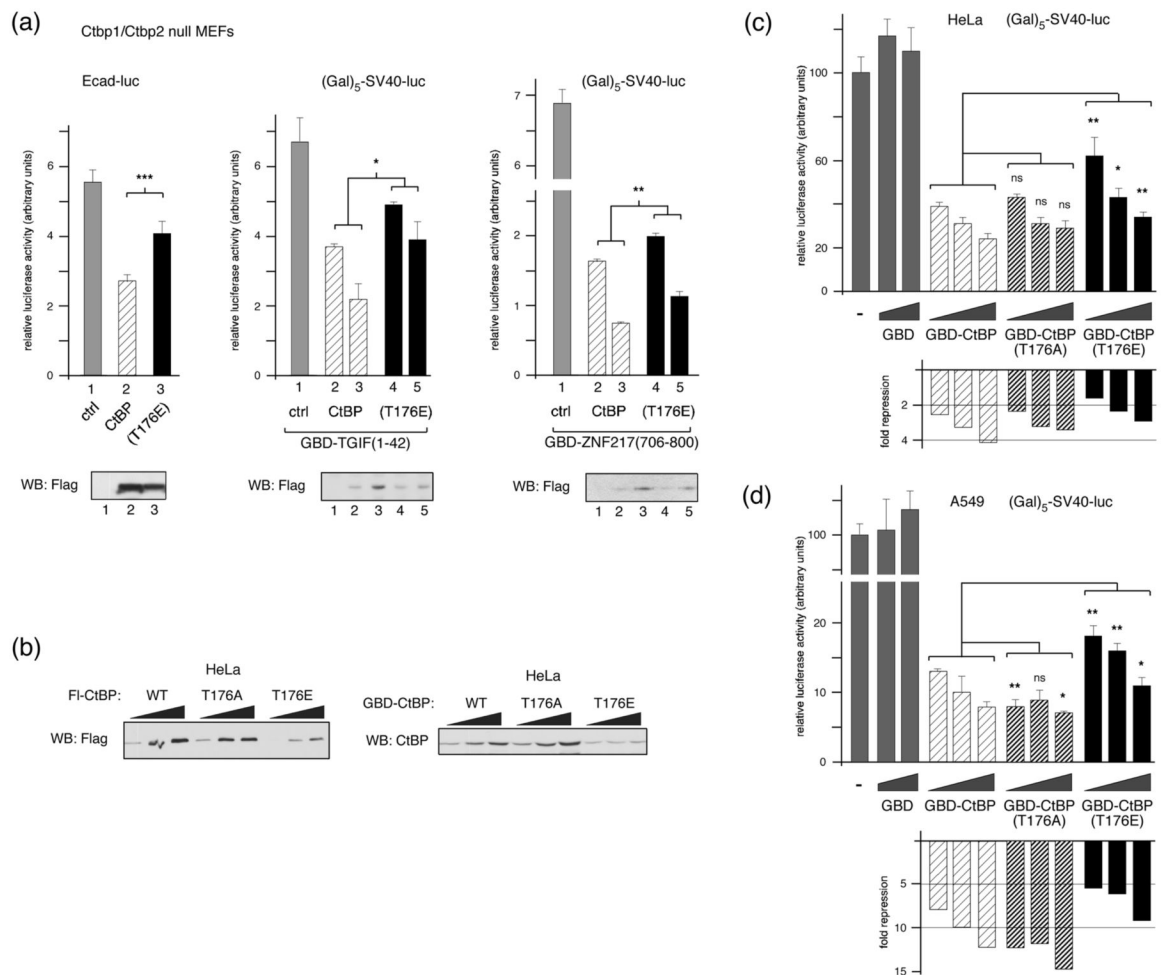 (a)
Ctbp1/Ctbp2 null MEFs
Ecad-luc
relative luciferase activity (arbitrary units)
6
4
2
0
***
1 2 3
ctrl CtBP (T176E)
WB: Flag
1 2 3
(Gal)5-SV40-luc
relative luciferase activity (arbitrary units)
6
4
2
0
*
1 2 3 4 5
ctrl CtBP (T176E)
GBD-TGIF(1-42)
WB: Flag
1 2 3 4 5
(Gal)5-SV40-luc
relative luciferase activity (arbitrary units)
7
6
2
1
0
**
1 2 3 4 5
ctrl CtBP (T176E)
GBD-ZNF217(706-800)
WB: Flag
1 2 3 4 5
(b)
HeLa
Fl-CtBP: WT T176A T176E
WB: Flag
HeLa
GBD-CtBP: WT T176A T176E
WB: CtBP
(c)
HeLa (Gal)5-SV40-luc
relative luciferase activity (arbitrary units)
100
60
40
20
0
ns ns ns
** * **
- GBD GBD-CtBP GBD-CtBP GBD-CtBP
(T176A) (T176E)
fold repression
2
4
(d)
A549 (Gal)5-SV40-luc
relative luciferase activity (arbitrary units)
100
20
10
0
** ns *
** ** *
- GBD GBD-CtBP GBD-CtBP GBD-CtBP
(T176A) (T176E)
fold repression
5
10
15